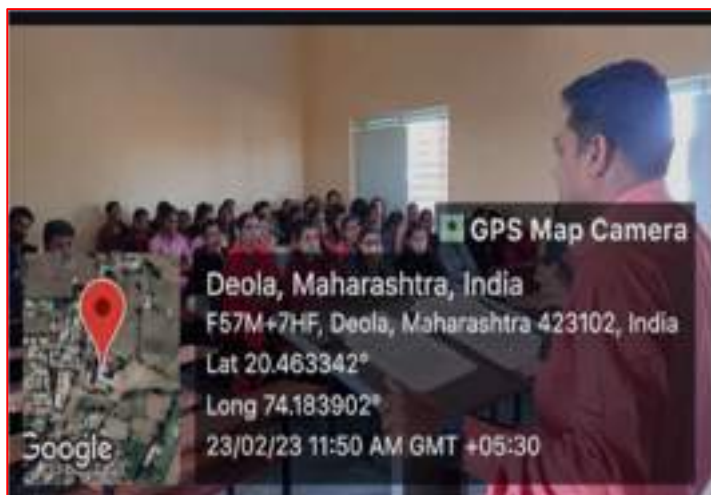 GPS Map Camera
Deola, Maharashtra, India
F57M+7HF, Deola, Maharashtra 423102, India
Lat 20.463342°
Long 74.183902°
23/02/23 11:50 AM GMT +05:30
Google